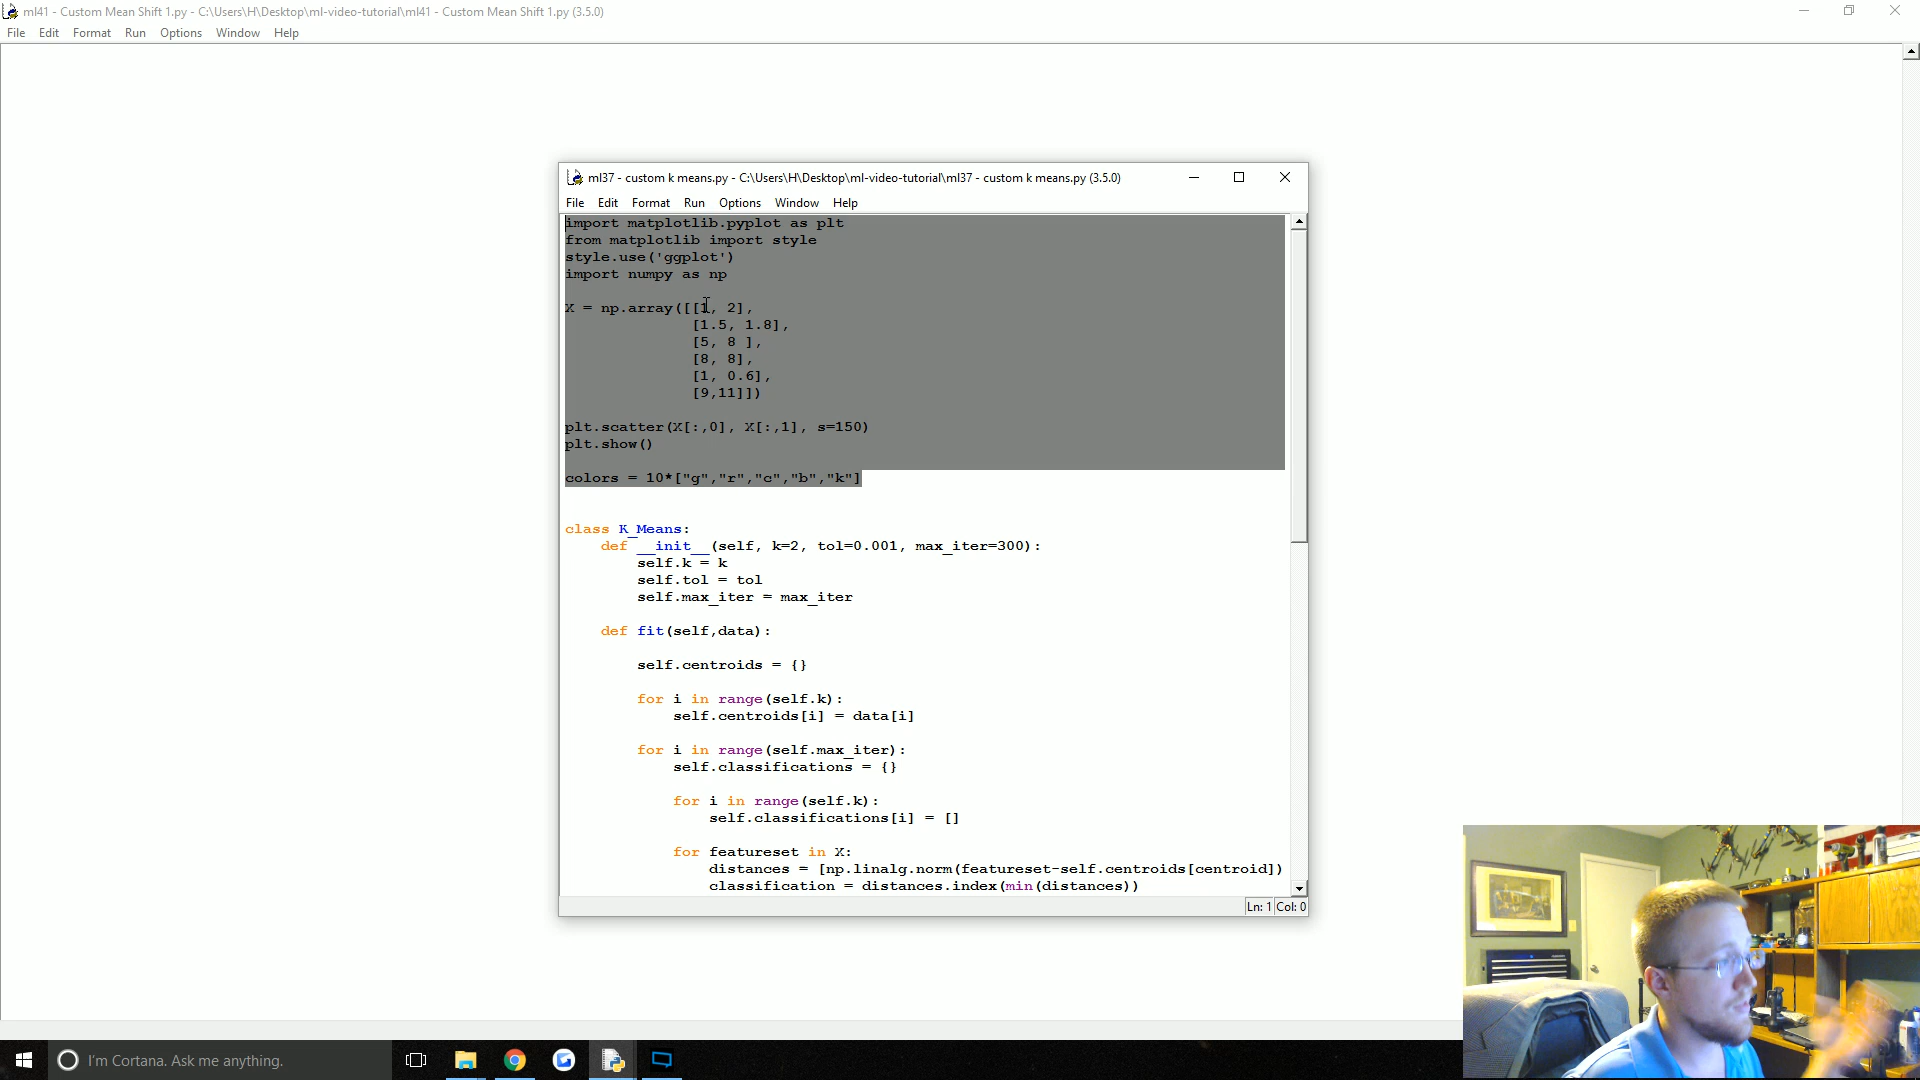 ml41 - Custom Mean Shift 1.py - C:\Users\H\Desktop\ml-video-tutorial\ml41 - Custom Mean Shift 1.py (3.5.0)
File Edit Format Run Options Window Help
ml37 - custom k means.py - C:\Users\H\Desktop\ml-video-tutorial\ml37 - custom k means.py (3.5.0)
File Edit Format Run Options Window Help
import matplotlib.pyplot as plt
from matplotlib import style
style.use('ggplot')
import numpy as np
X = np.array([[1, 2],
[1.5, 1.8],
[5, 8 ],
[8, 8],
[1, 0.6],
[9,11]])
plt.scatter(X[:,0], X[:,1], s=150)
plt.show()
colors = 10*["g","r","c","b","k"]
class K_Means:
def __init__(self, k=2, tol=0.001, max_iter=300):
self.k = k
self.tol = tol
self.max_iter = max_iter
def fit(self,data):
self.centroids = {}
for i in range(self.k):
self.centroids[i] = data[i]
for i in range(self.max_iter):
self.classifications = {}
for i in range(self.k):
self.classifications[i] = []
for featureset in X:
distances = [np.linalg.norm(featureset-self.centroids[centroid])
classification = distances.index(min(distances))
Ln: 1 Col: 0
I'm Cortana. Ask me anything.